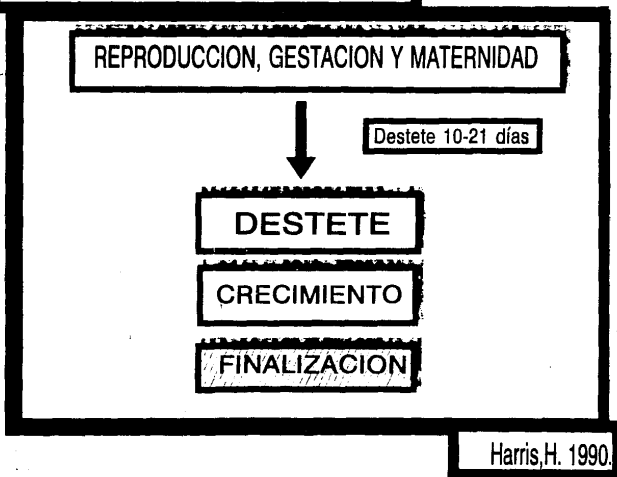 REPRODUCCION, GESTACION Y MATERNIDAD
Destete 10-21 días
DESTETE
CRECIMIENTO
FINALIZACION
Harris,H. 1990.